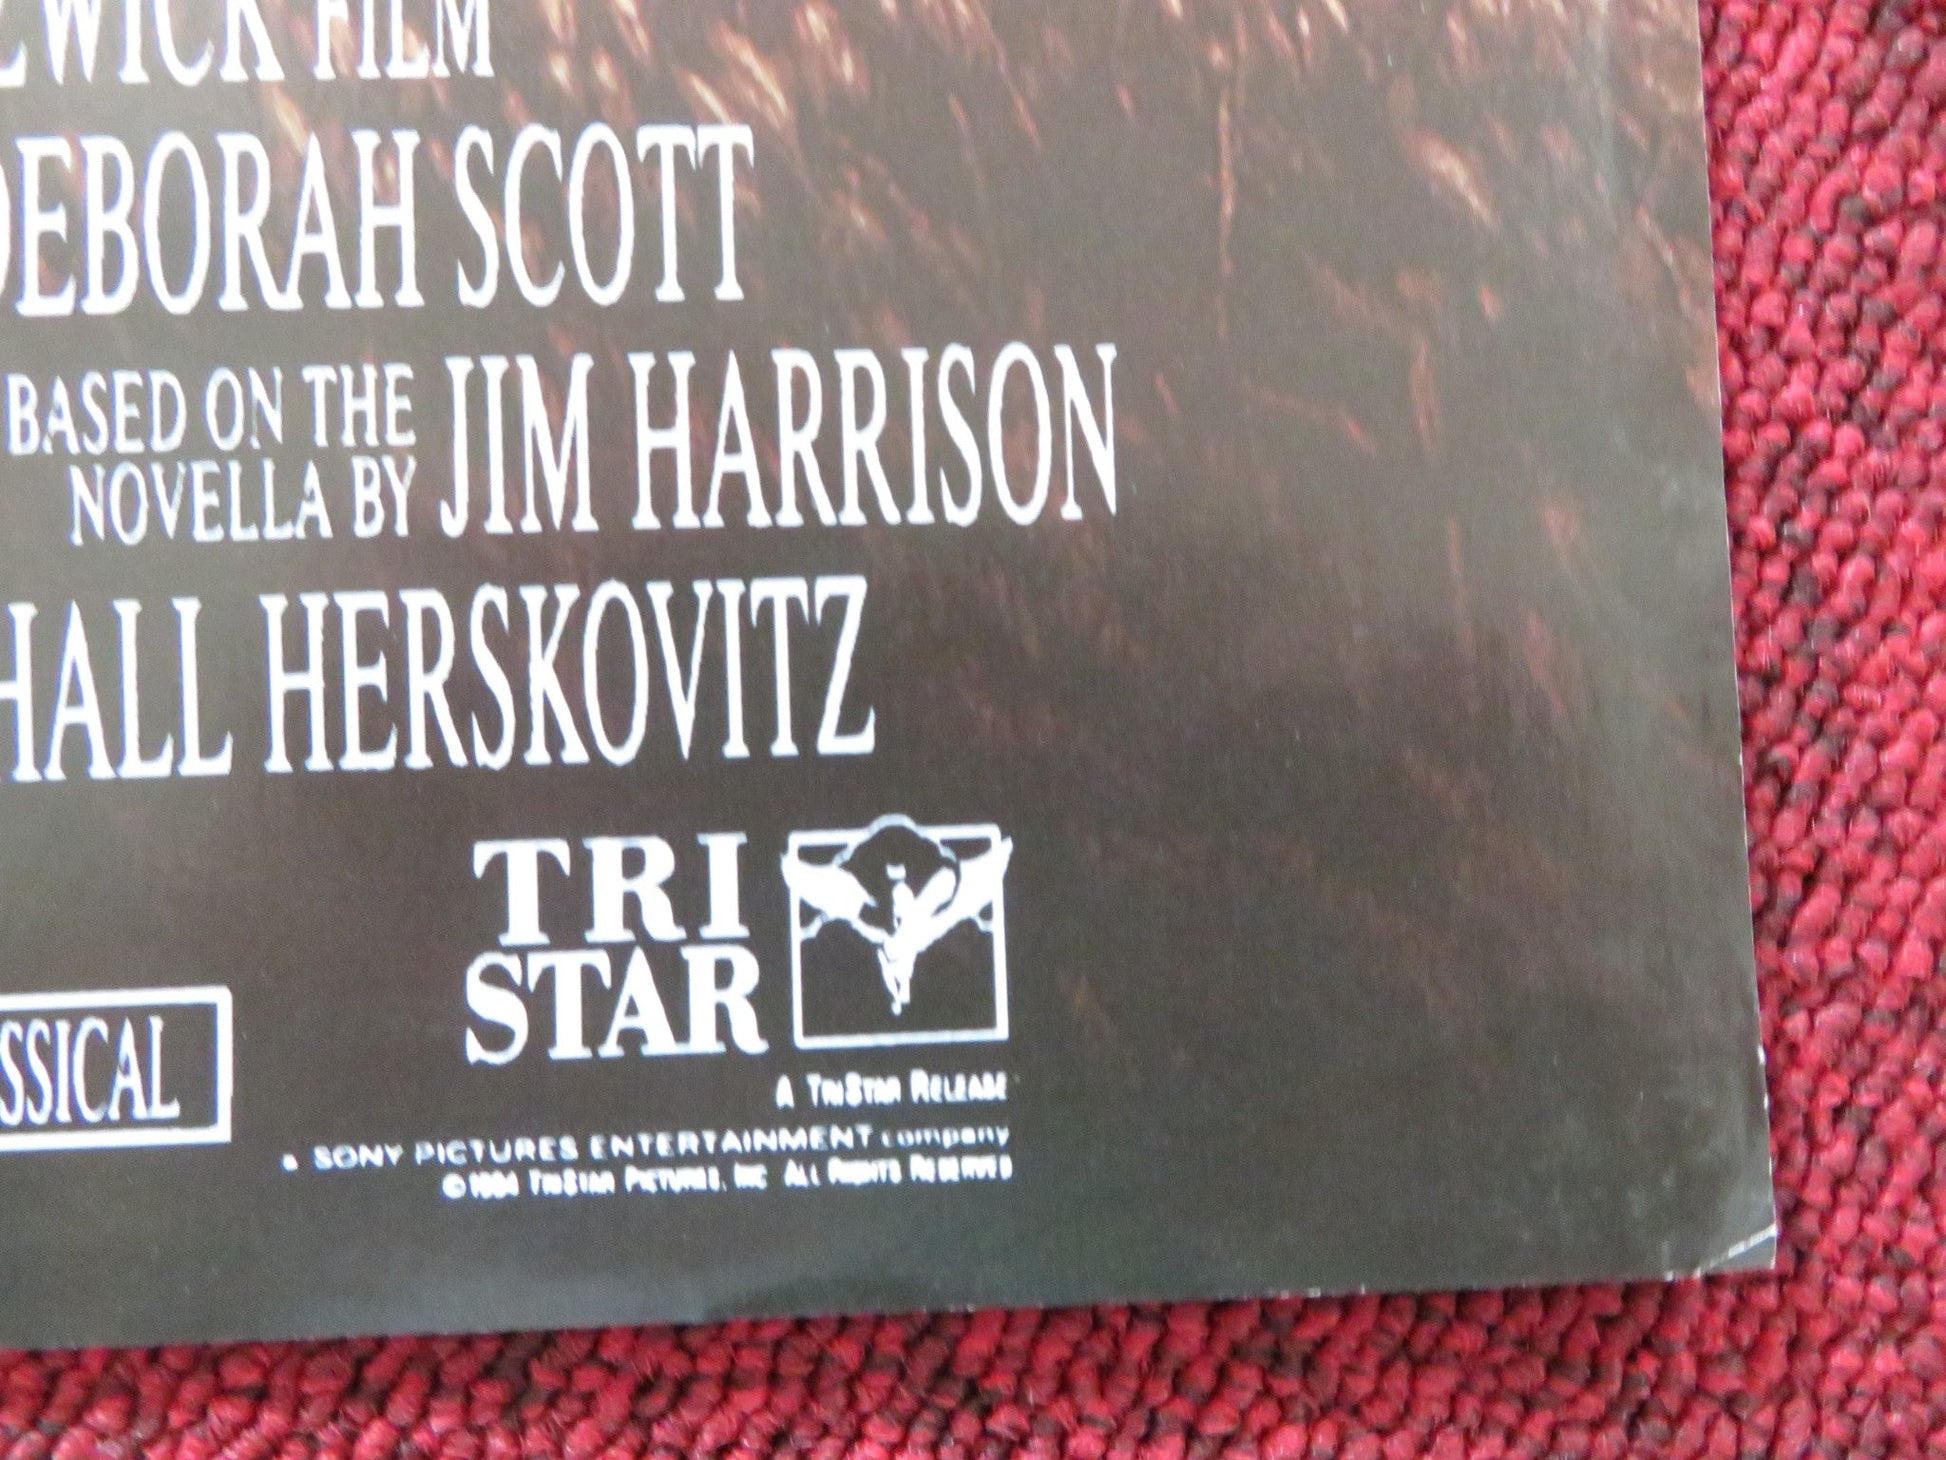 ZWICK FILM
DEBORAH SCOTT
BASED ON THE
NOVELLA BY JIM HARRISON
HALL HERSKOVITZ
TRI
STAR
SSICAL
A TRISTAR RELEASE
a SONY PICTURES ENTERTAINMENT company
©1994 TRISTAR PICTURES, INC ALL RIGHTS RESERVED